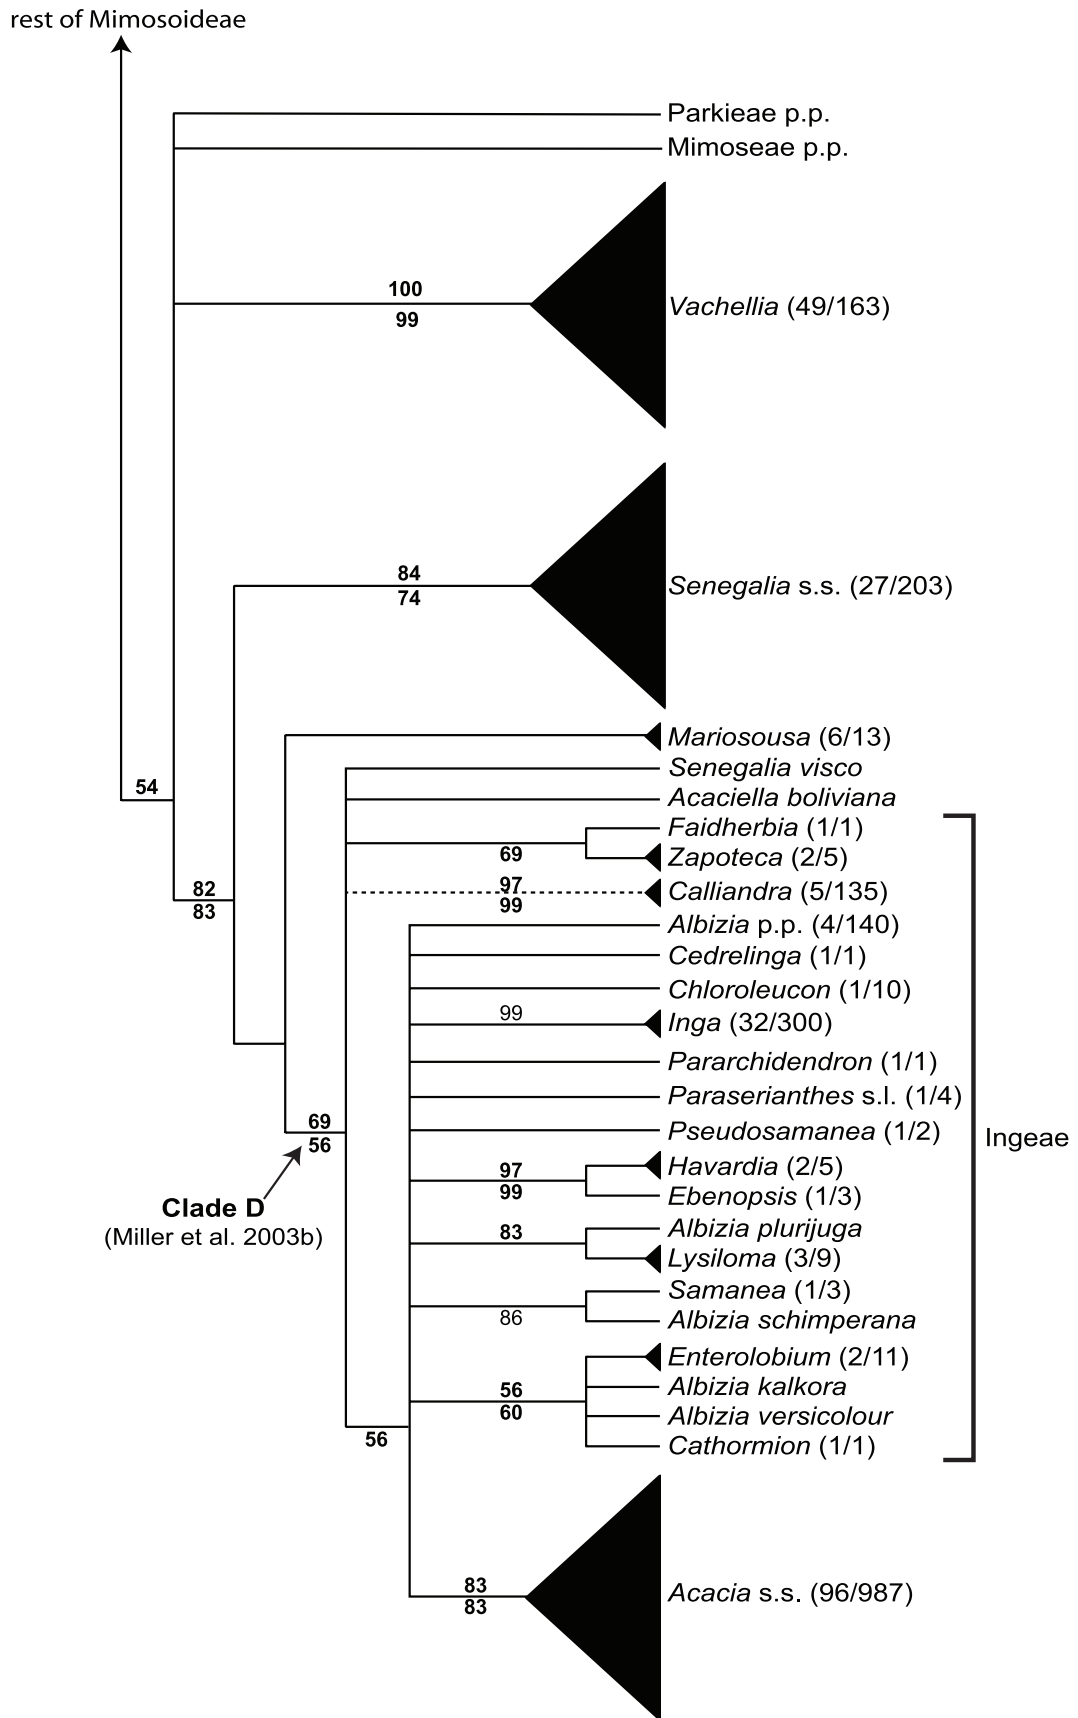 rest of Mimosoideae
Parkieae p.p.
Mimoseae p.p.
100
99
Vachellia (49/163)
84
74
Senegalia s.s. (27/203)
Mariosousa (6/13)
Senegalia visco
54
Acaciella boliviana
Faidherbia (1/1)
69
Zapoteca (2/5)
82
83
97
99
Calliandra (5/135)
Albizia p.p. (4/140)
Cedrelinga (1/1)
Chloroleucon (1/10)
99
Inga (32/300)
Pararchidendron (1/1)
Paraserianthes s.l. (1/4)
69
56
Pseudosamanea (1/2)
Ingeae
97
99
Havardia (2/5)
Ebenopsis (1/3)
Clade D
(Miller et al. 2003b)
83
Albizia plurijuga
Lysiloma (3/9)
Samanea (1/3)
86
Albizia schimperana
Enterolobium (2/11)
56
60
Albizia kalkora
Albizia versicolour
56
Cathormion (1/1)
83
83
Acacia s.s. (96/987)